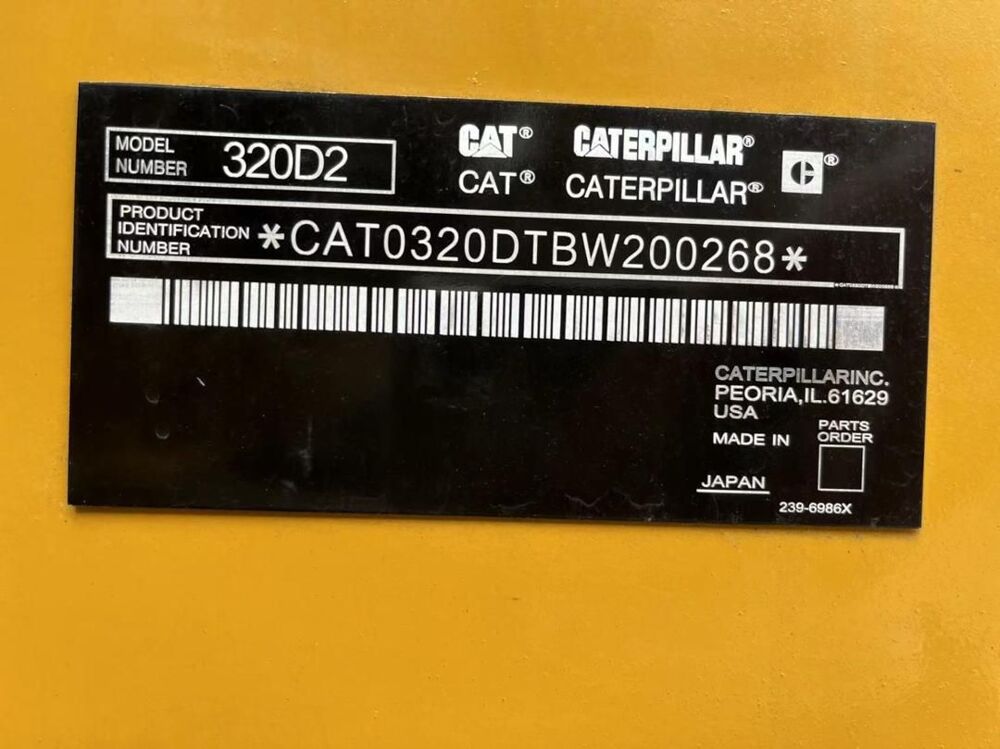 MODEL
NUMBER 320D2
CAT® CATERPILLAR® C®
CAT® CATERPILLAR®
PRODUCT
IDENTIFICATION
NUMBER
*CAT0320DTBW200268*
*CAT0320DTBW200268*
CATERPILLARINC.
PEORIA,IL.61629
USA
MADE IN
JAPAN
PARTS
ORDER
239-6986X